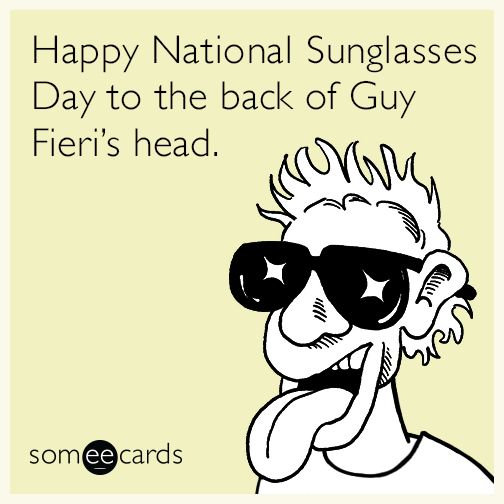 Happy National Sunglasses
Day to the back of Guy
Fieri's head.
someecards